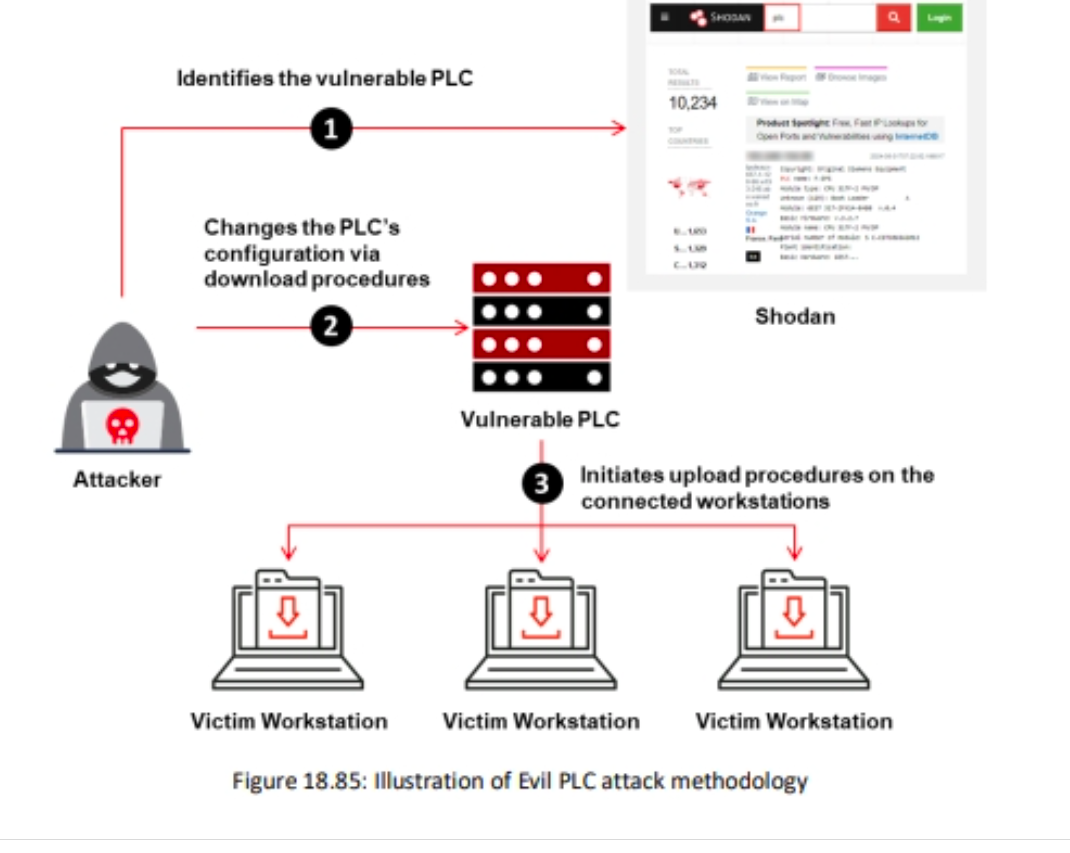 SHODAN
plc
Login
Identifies the vulnerable PLC
1
TOTAL
RESULTS
10,234
View Report
Browse Images
View on Map
Product Spotlight: Free, Fast IP Lookups for
Open Ports and Vulnerabilities using InternetDB
TOP
COUNTRIES
Changes the PLC's
configuration via
download procedures
2
Shodan
Vulnerable PLC
Attacker
3
Initiates upload procedures on the
connected workstations
Victim Workstation
Victim Workstation
Victim Workstation
Figure 18.85: Illustration of Evil PLC attack methodology